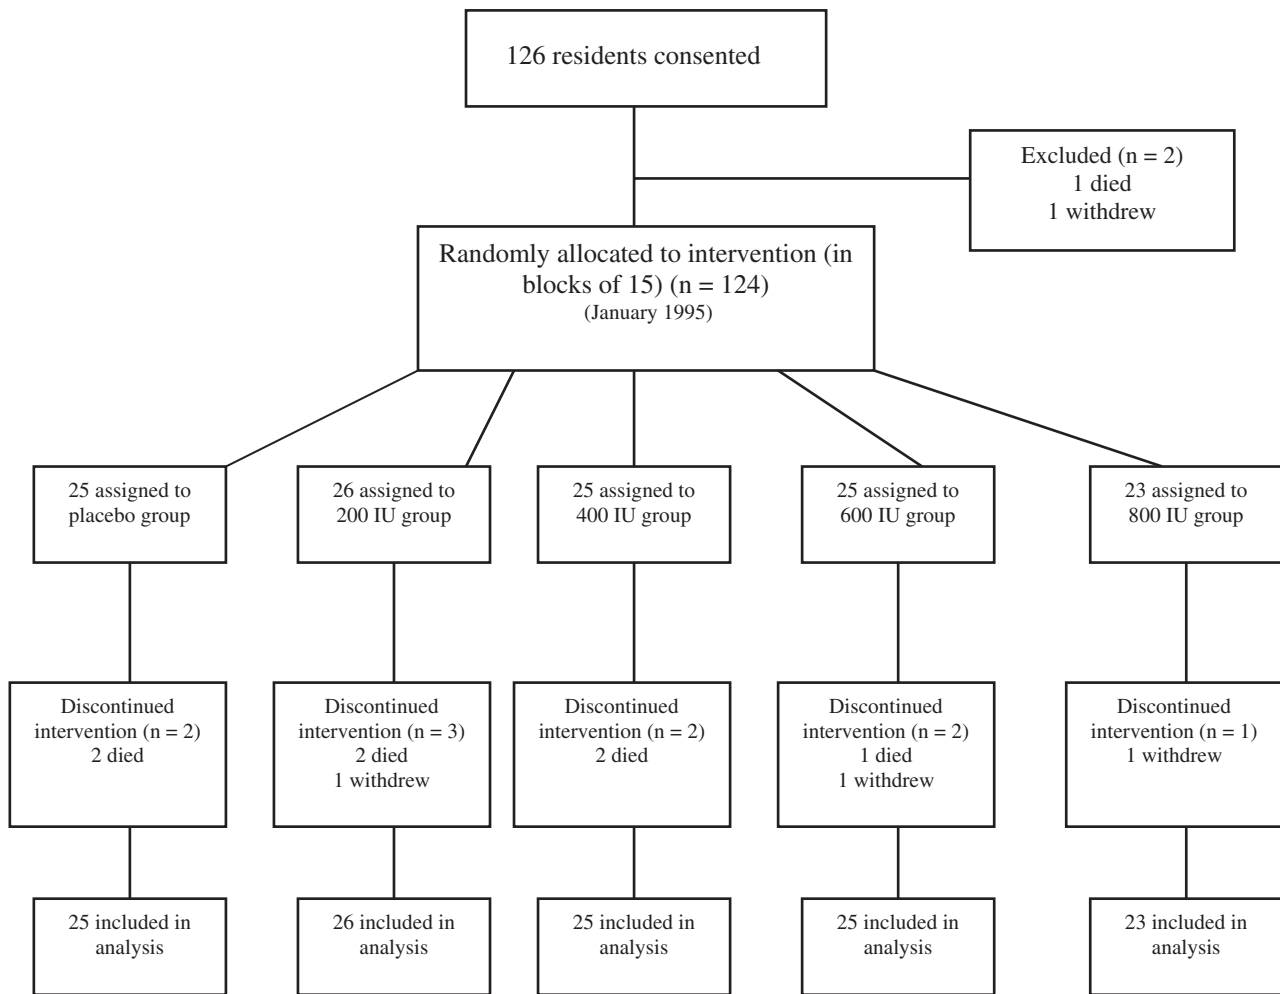 126 residents consented
Excluded (n = 2)
1 died
1 withdrew
Randomly allocated to intervention (in
blocks of 15) (n = 124)
(January 1995)
25 assigned to
placebo group
26 assigned to
200 IU group
25 assigned to
400 IU group
25 assigned to
600 IU group
23 assigned to
800 IU group
Discontinued
intervention (n = 2)
2 died
Discontinued
intervention (n = 3)
2 died
1 withdrew
Discontinued
intervention (n = 2)
2 died
Discontinued
intervention (n = 2)
1 died
1 withdrew
Discontinued
intervention (n = 1)
1 withdrew
25 included in
analysis
26 included in
analysis
25 included in
analysis
25 included in
analysis
23 included in
analysis